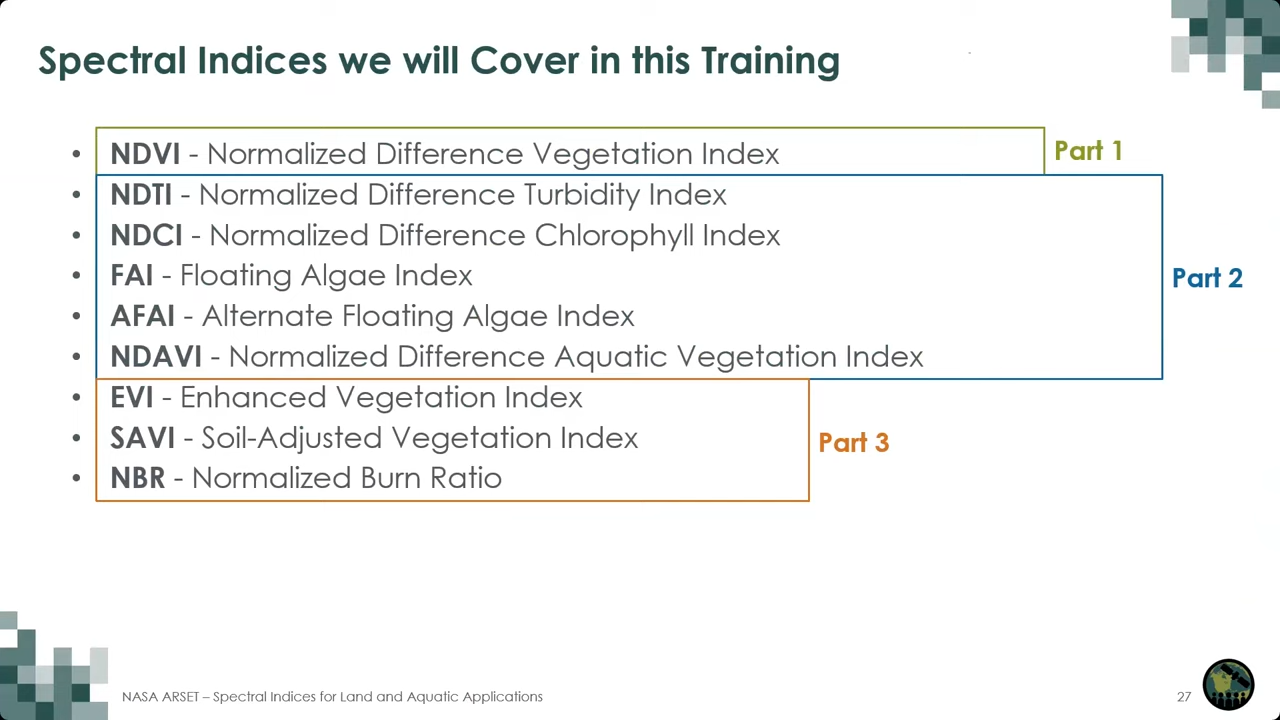 Spectral Indices we will Cover in this Training
• NDVI - Normalized Difference Vegetation Index
Part 1
• NDTI - Normalized Difference Turbidity Index
• NDCI - Normalized Difference Chlorophyll Index
• FAI - Floating Algae Index
Part 2
• AFAI - Alternate Floating Algae Index
• NDAVI - Normalized Difference Aquatic Vegetation Index
• EVI - Enhanced Vegetation Index
• SAVI - Soil-Adjusted Vegetation Index
Part 3
• NBR - Normalized Burn Ratio
NASA ARSET – Spectral Indices for Land and Aquatic Applications
27